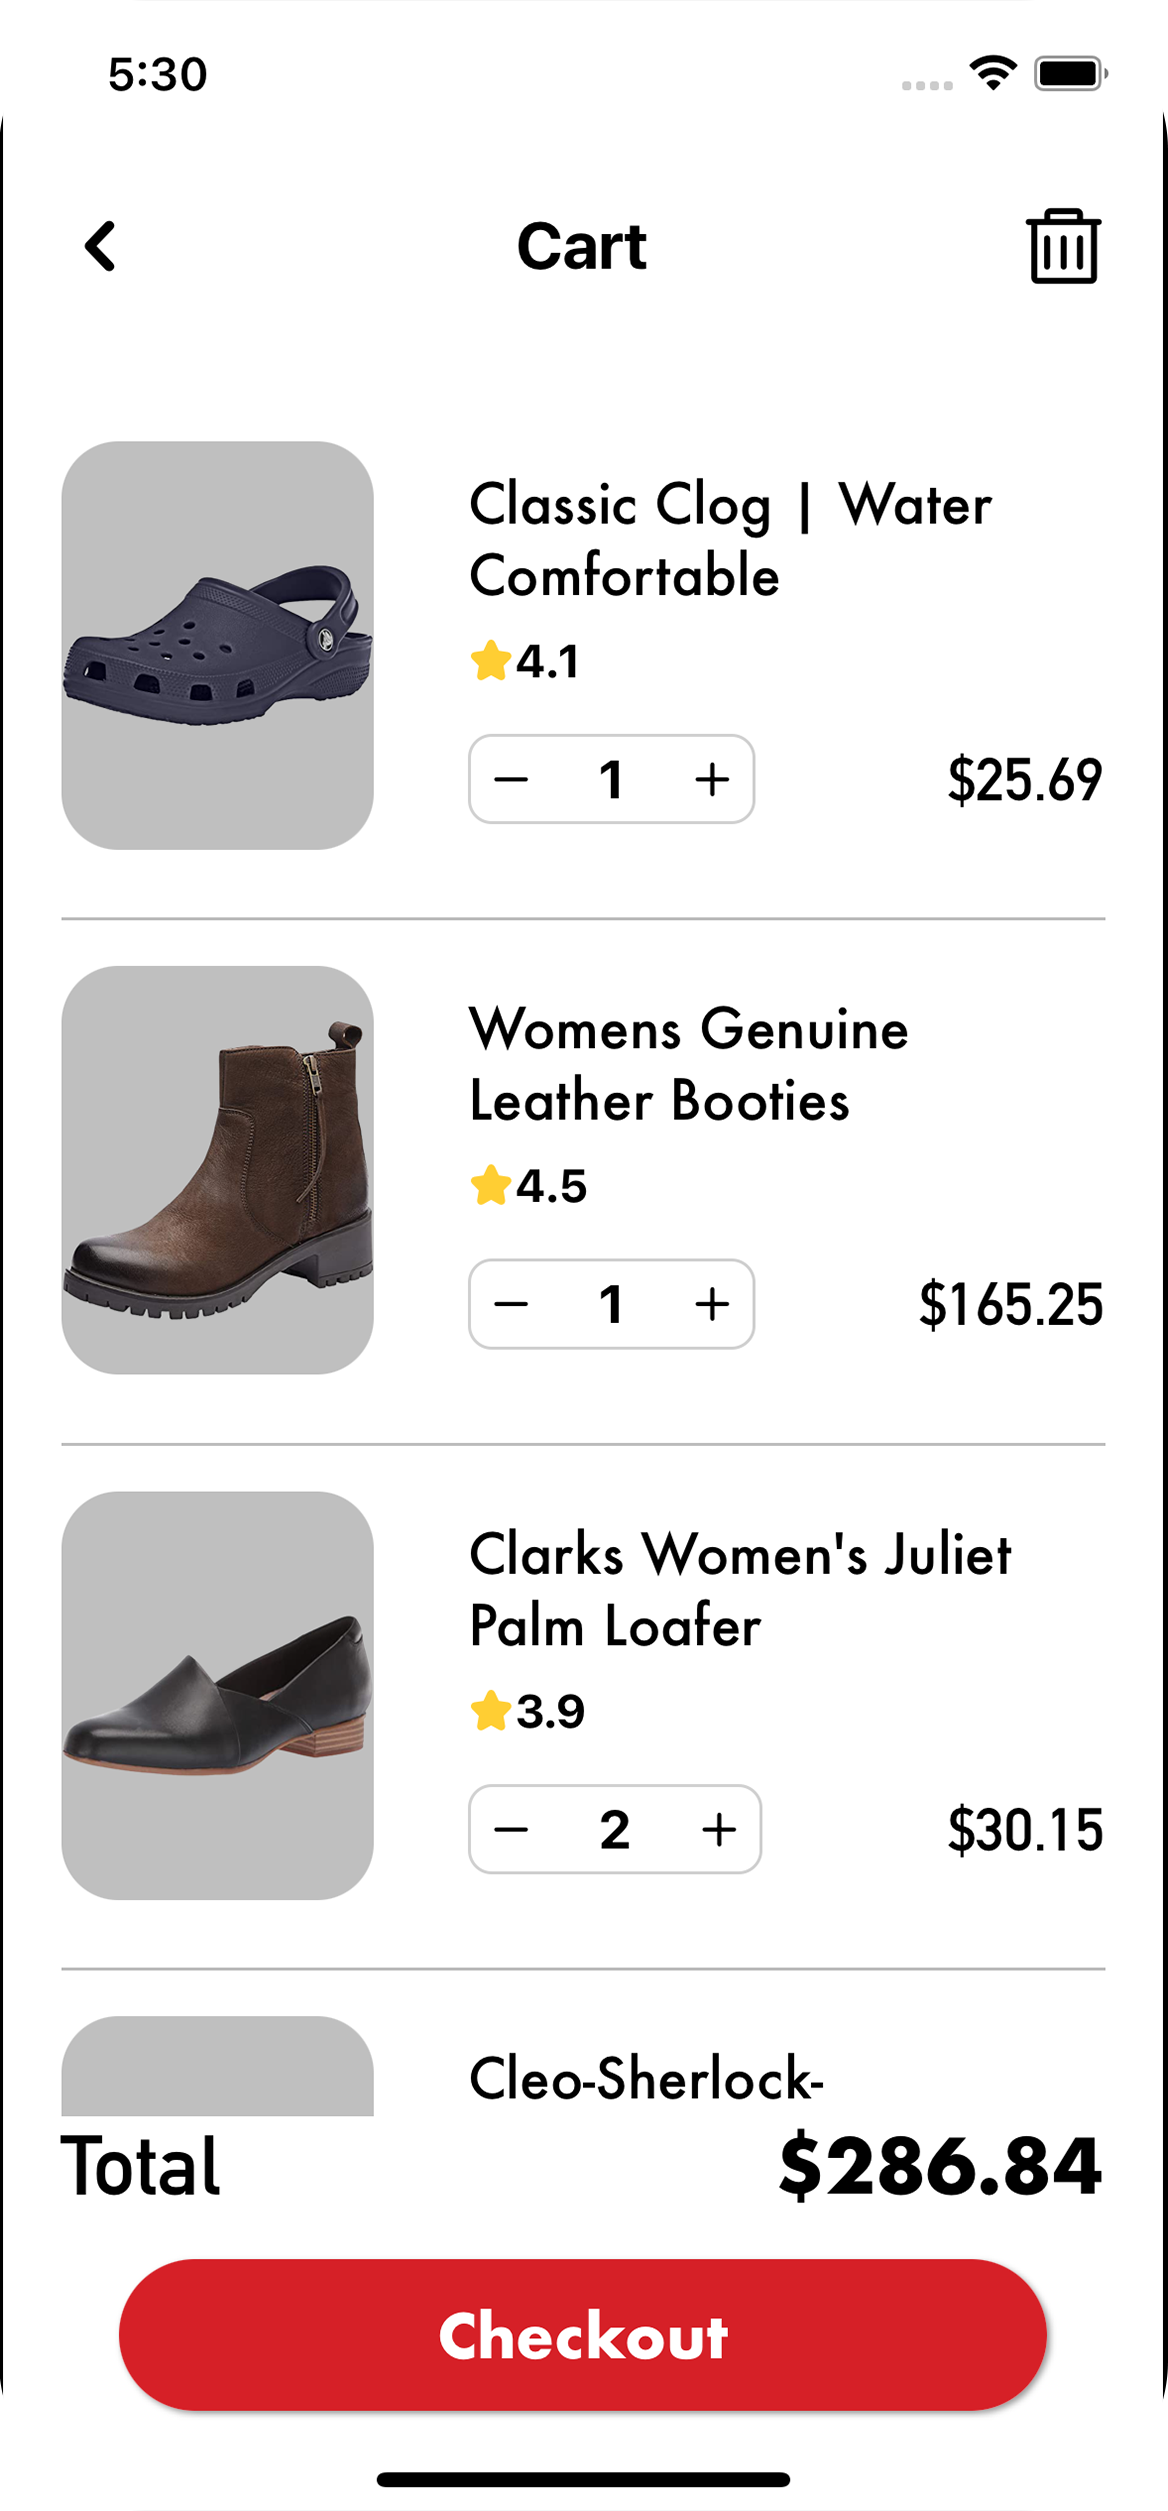 5:30
Cart
Classic Clog | Water
Comfortable
4.1
1
$25.69
Womens Genuine
Leather Booties
4.5
1
$165.25
Clarks Women's Juliet
Palm Loafer
3.9
2
$30.15
Cleo-Sherlock-
Total
$286.84
Checkout